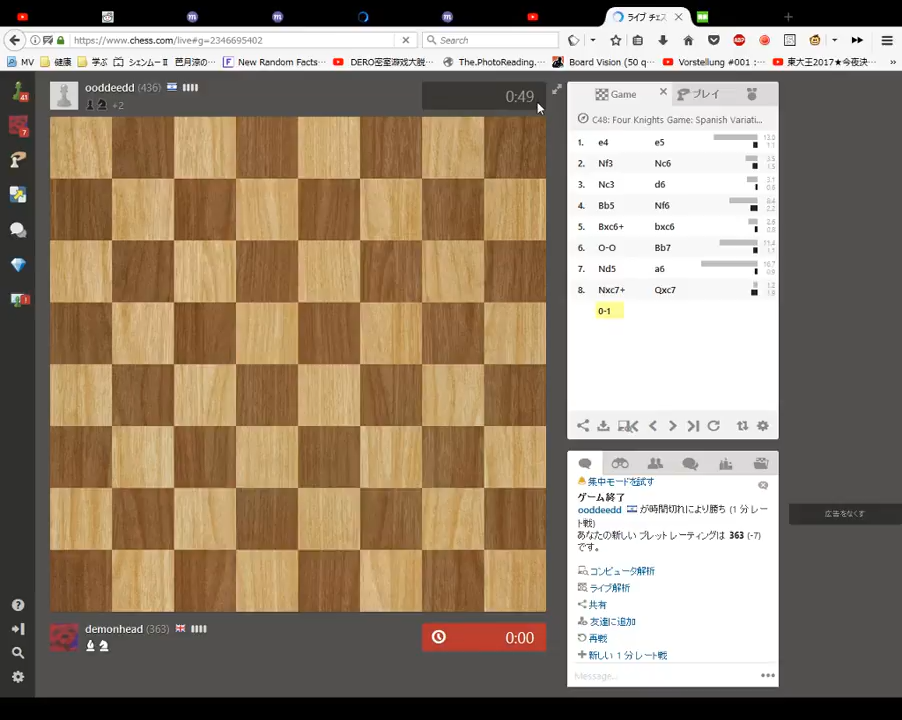 ライブ チェス
https://www.chess.com/live#g=2346695402
Search
MV
健康
学ぶ
シェンムーⅡ 芭月涼の...
New Random Facts...
DERO密室游戏大脱...
The.PhotoReading....
Board Vision (50 q...
Vorstellung #001 :...
東大王2017★今夜決...
41
7
ooddeedd (436)
+2
0:49
Game
プレイ
C48: Four Knights Game: Spanish Variati...
1. e4 e5
2. Nf3 Nc6
3. Nc3 d6
4. Bb5 Nf6
5. Bxc6+ bxc6
6. O-O Bb7
7. Nd5 a6
8. Nxc7+ Qxc7
0-1
集中モードを試す
ゲーム終了
ooddeedd が時間切れにより勝ち (1 分レー
ト戦)
あなたの新しい ブレット レーティングは 363 (-7)
です。
コンピュータ解析
ライブ解析
共有
友達に追加
再戦
新しい 1 分レート戦
Message...
広告をなくす
demonhead (363)
0:00